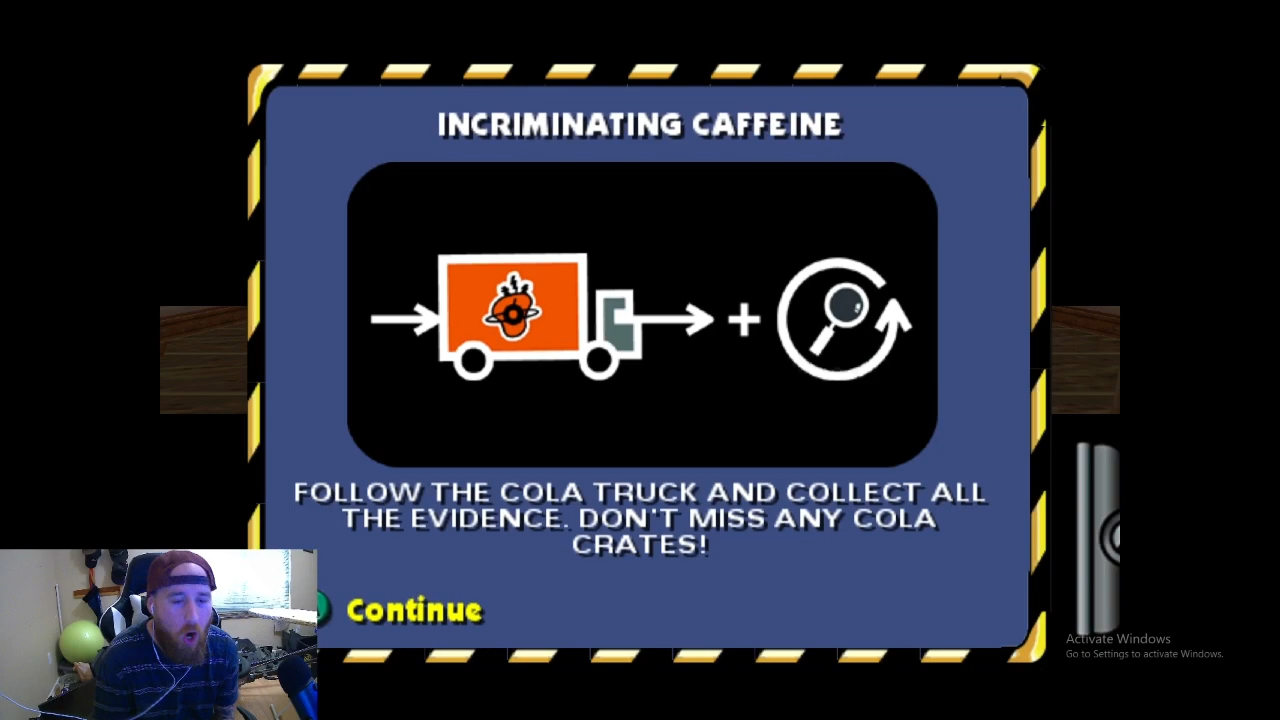 INCRIMINATING CAFFEINE
FOLLOW THE COLA TRUCK AND COLLECT ALL
THE EVIDENCE. DON'T MISS ANY COLA
CRATES!
Continue
Activate Windows
Go to Settings to activate Windows.